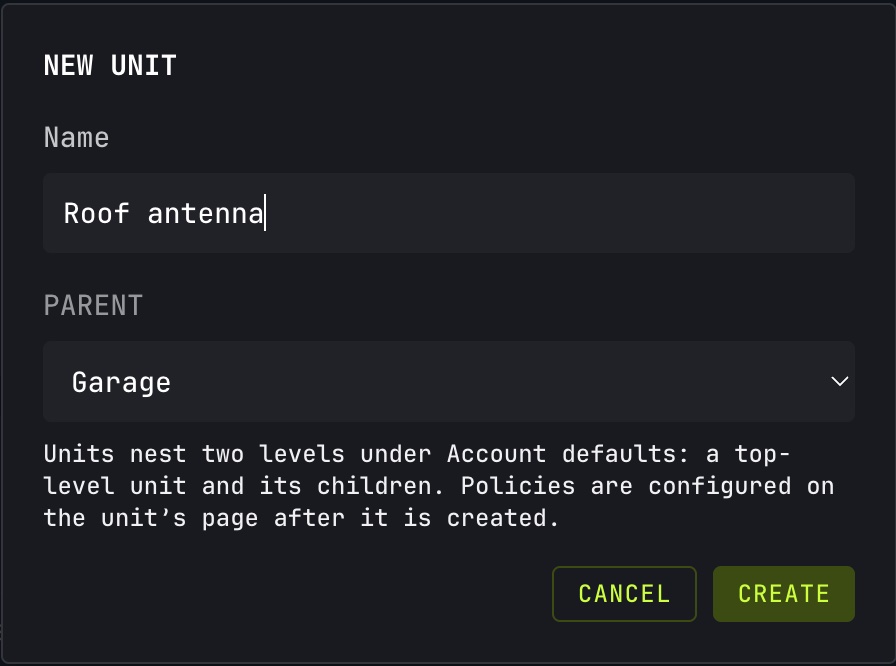 NEW UNIT
Name
Roof antenna
PARENT
Garage
Units nest two levels under Account defaults: a top-
level unit and its children. Policies are configured on
the unit’s page after it is created.
CANCEL
CREATE